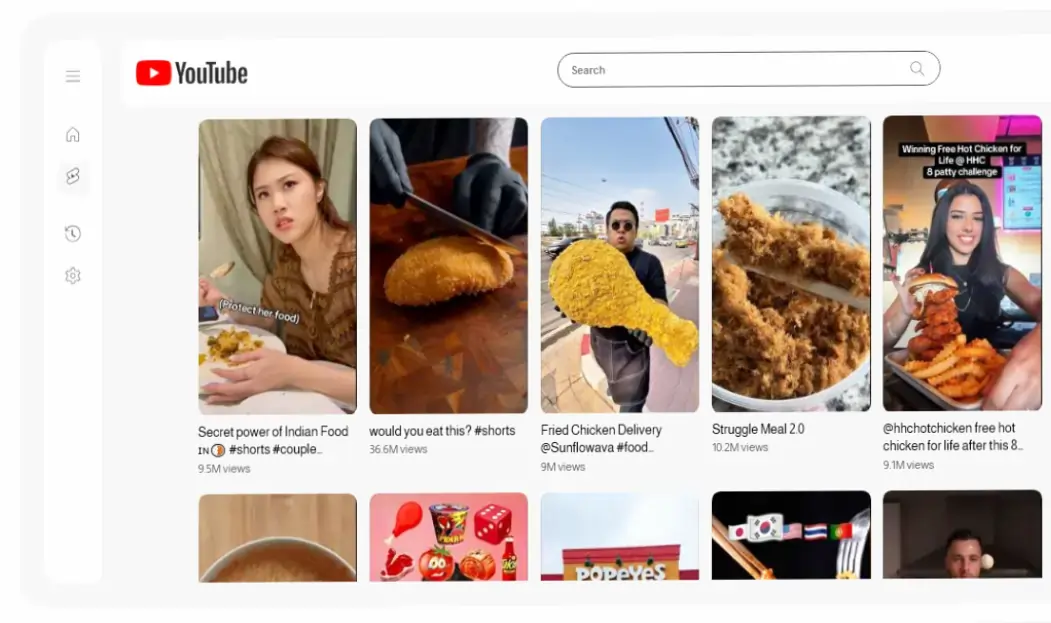 YouTube
Search
Winning Free Hot Chicken for
Life @ HHC
8 patty challenge
(Protect her food)
Secret power of Indian Food
IN #shorts #couple...
9.5M views
would you eat this? #shorts
36.6M views
Fried Chicken Delivery
@Sunflowava #food...
9M views
Struggle Meal 2.0
10.2M views
@hhchotchicken free hot
chicken for life after this 8...
9.1M views
POPEYES